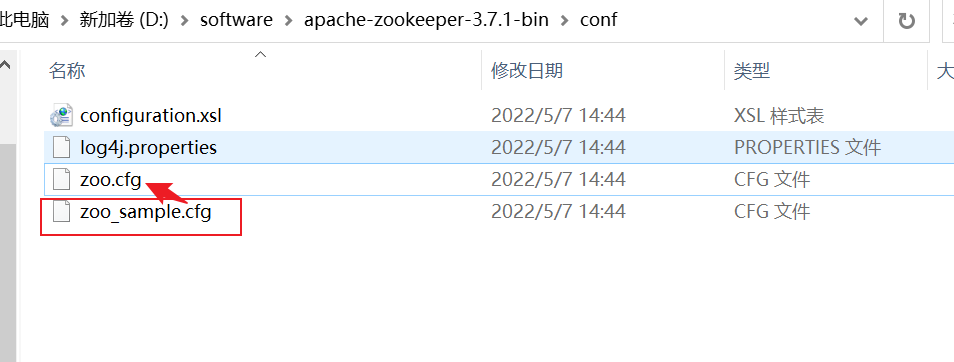 此电脑 > 新加卷 (D:) > software > apache-zookeeper-3.7.1-bin > conf
名称 修改日期 类型 大
configuration.xsl 2022/5/7 14:44 XSL 样式表
log4j.properties 2022/5/7 14:44 PROPERTIES 文件
zoo.cfg 2022/5/7 14:44 CFG 文件
zoo_sample.cfg 2022/5/7 14:44 CFG 文件